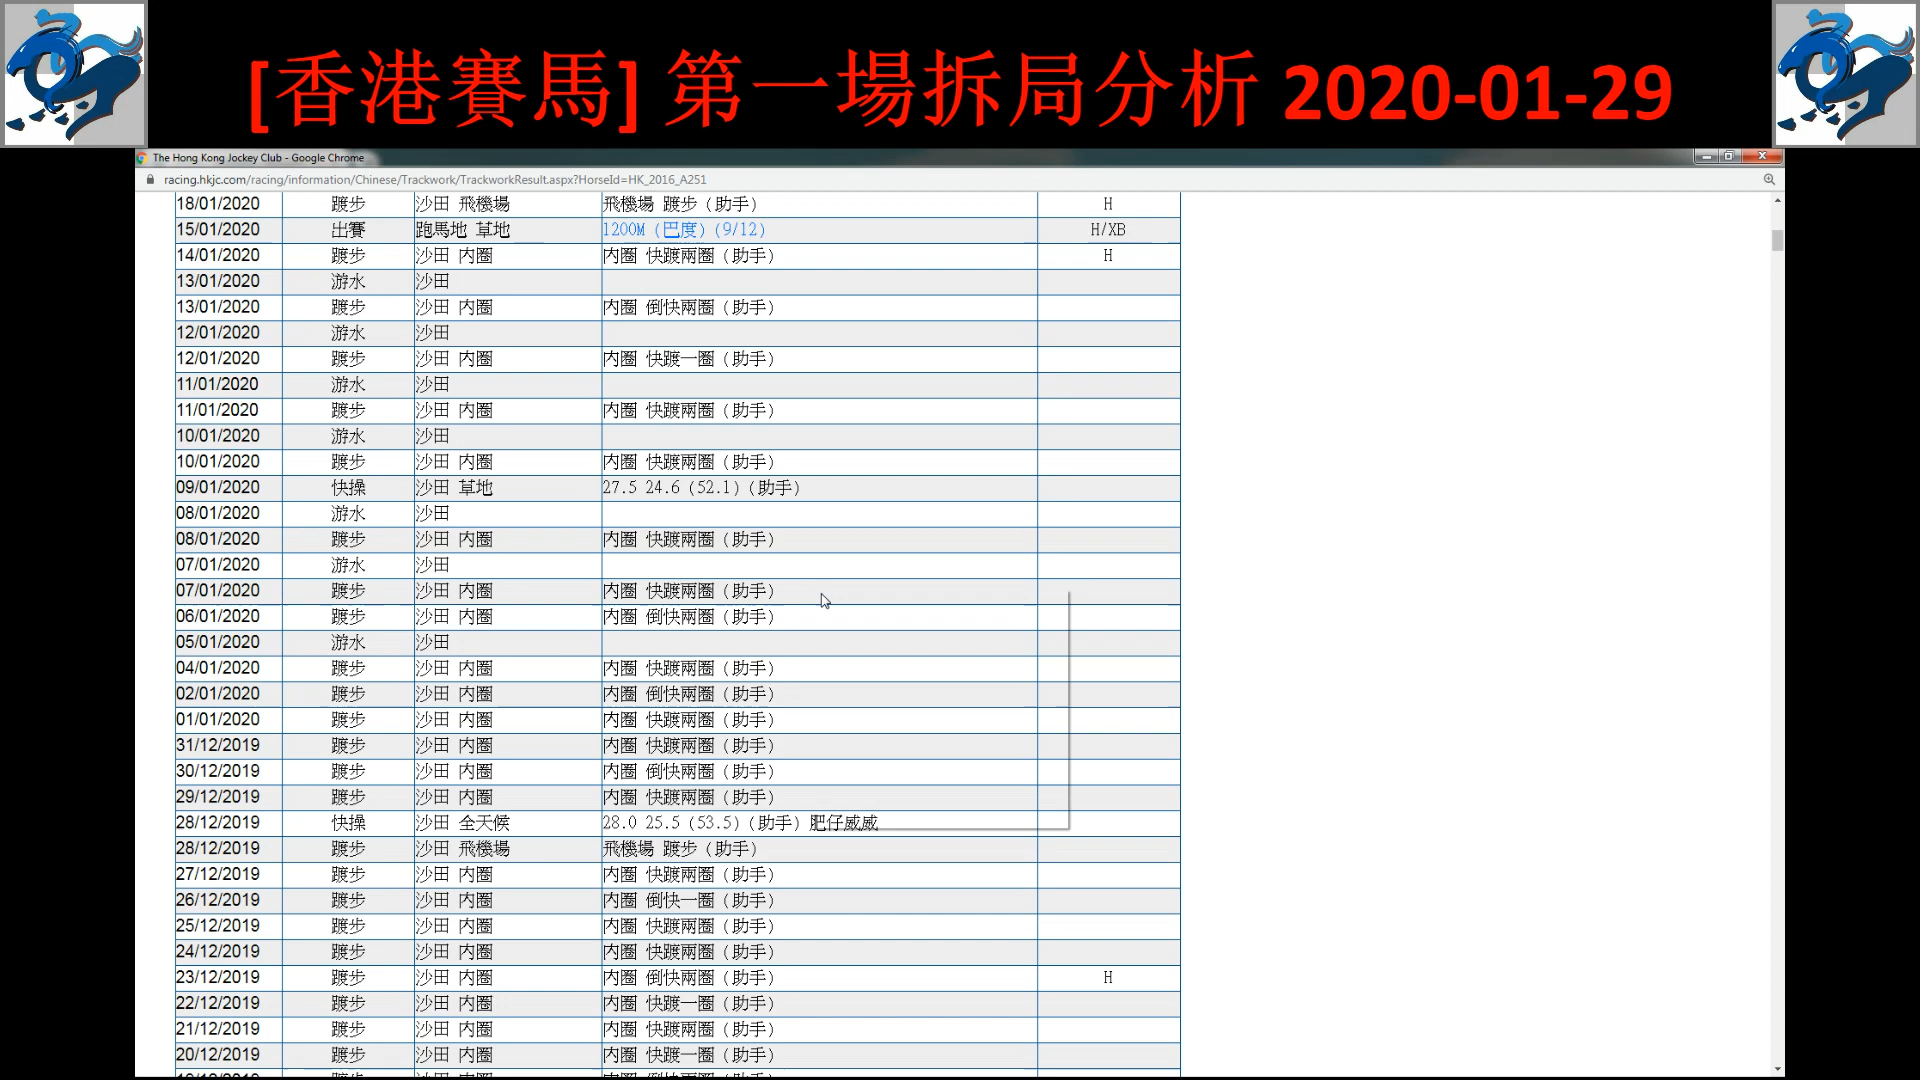 [香港賽馬] 第一場拆局分析 2020-01-29
The Hong Kong Jockey Club - Google Chrome
racing.hkjc.com/racing/information/Chinese/Trackwork/TrackworkResult.aspx?HorseId=HK_2016_A251
18/01/2020 踱步 沙田 飛機場 飛機場 踱步 (助手) H
15/01/2020 出賽 跑馬地 草地 1200M (巴度) (9/12) H/XB
14/01/2020 踱步 沙田 內圈 內圈 快踱兩圈 (助手) H
13/01/2020 游水 沙田
13/01/2020 踱步 沙田 內圈 內圈 倒快兩圈 (助手)
12/01/2020 游水 沙田
12/01/2020 踱步 沙田 內圈 內圈 快踱一圈 (助手)
11/01/2020 游水 沙田
11/01/2020 踱步 沙田 內圈 內圈 快踱兩圈 (助手)
10/01/2020 游水 沙田
10/01/2020 踱步 沙田 內圈 內圈 快踱兩圈 (助手)
09/01/2020 快操 沙田 草地 27.5 24.6 (52.1) (助手)
08/01/2020 游水 沙田
08/01/2020 踱步 沙田 內圈 內圈 快踱兩圈 (助手)
07/01/2020 游水 沙田
07/01/2020 踱步 沙田 內圈 內圈 快踱兩圈 (助手)
06/01/2020 踱步 沙田 內圈 內圈 倒快兩圈 (助手)
05/01/2020 游水 沙田
04/01/2020 踱步 沙田 內圈 內圈 快踱兩圈 (助手)
02/01/2020 踱步 沙田 內圈 內圈 倒快兩圈 (助手)
01/01/2020 踱步 沙田 內圈 內圈 快踱兩圈 (助手)
31/12/2019 踱步 沙田 內圈 內圈 快踱兩圈 (助手)
30/12/2019 踱步 沙田 內圈 內圈 倒快兩圈 (助手)
29/12/2019 踱步 沙田 內圈 內圈 快踱兩圈 (助手)
28/12/2019 快操 沙田 全天候 28.0 25.5 (53.5) (助手) 肥仔威威
28/12/2019 踱步 沙田 飛機場 飛機場 踱步 (助手)
27/12/2019 踱步 沙田 內圈 內圈 快踱兩圈 (助手)
26/12/2019 踱步 沙田 內圈 內圈 倒快一圈 (助手)
25/12/2019 踱步 沙田 內圈 內圈 快踱兩圈 (助手)
24/12/2019 踱步 沙田 內圈 內圈 快踱兩圈 (助手)
23/12/2019 踱步 沙田 內圈 內圈 倒快兩圈 (助手) H
22/12/2019 踱步 沙田 內圈 內圈 快踱一圈 (助手)
21/12/2019 踱步 沙田 內圈 內圈 快踱兩圈 (助手)
20/12/2019 踱步 沙田 內圈 內圈 快踱一圈 (助手)